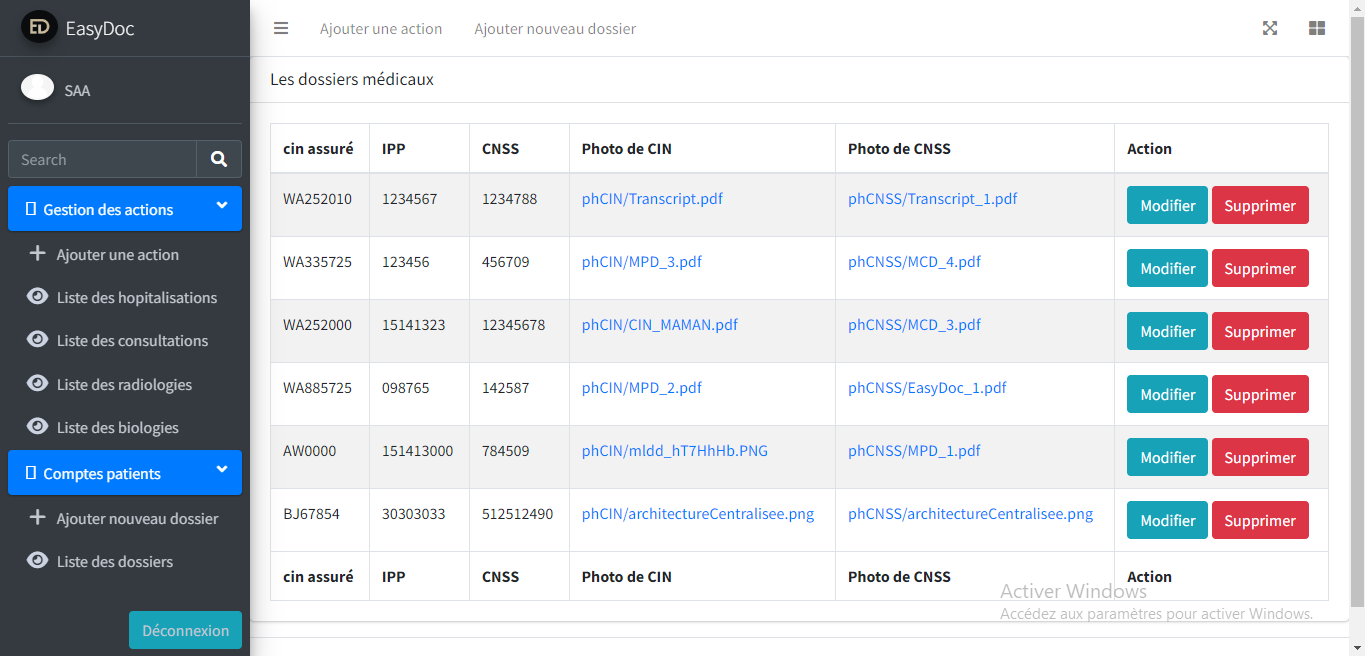 ED EasyDoc
SAA
Search
Gestion des actions
Ajouter une action
Liste des hopitalisations
Liste des consultations
Liste des radiologies
Liste des biologies
Comptes patients
Ajouter nouveau dossier
Liste des dossiers
Déconnexion
Ajouter une action Ajouter nouveau dossier
Les dossiers médicaux
cin assuré IPP CNSS Photo de CIN Photo de CNSS Action
WA252010 1234567 1234788 phCIN/Transcript.pdf phCNSS/Transcript_1.pdf Modifier Supprimer
WA335725 123456 456709 phCIN/MPD_3.pdf phCNSS/MCD_4.pdf Modifier Supprimer
WA252000 15141323 12345678 phCIN/CIN_MAMAN.pdf phCNSS/MCD_3.pdf Modifier Supprimer
WA885725 098765 142587 phCIN/MPD_2.pdf phCNSS/EasyDoc_1.pdf Modifier Supprimer
AW0000 151413000 784509 phCIN/mldd_hT7HhHb.PNG phCNSS/MPD_1.pdf Modifier Supprimer
BJ67854 30303033 512512490 phCIN/architectureCentralisee.png phCNSS/architectureCentralisee.png Modifier Supprimer
cin assuré IPP CNSS Photo de CIN Photo de CNSS Action
Activer Windows
Accédez aux paramètres pour activer Windows.